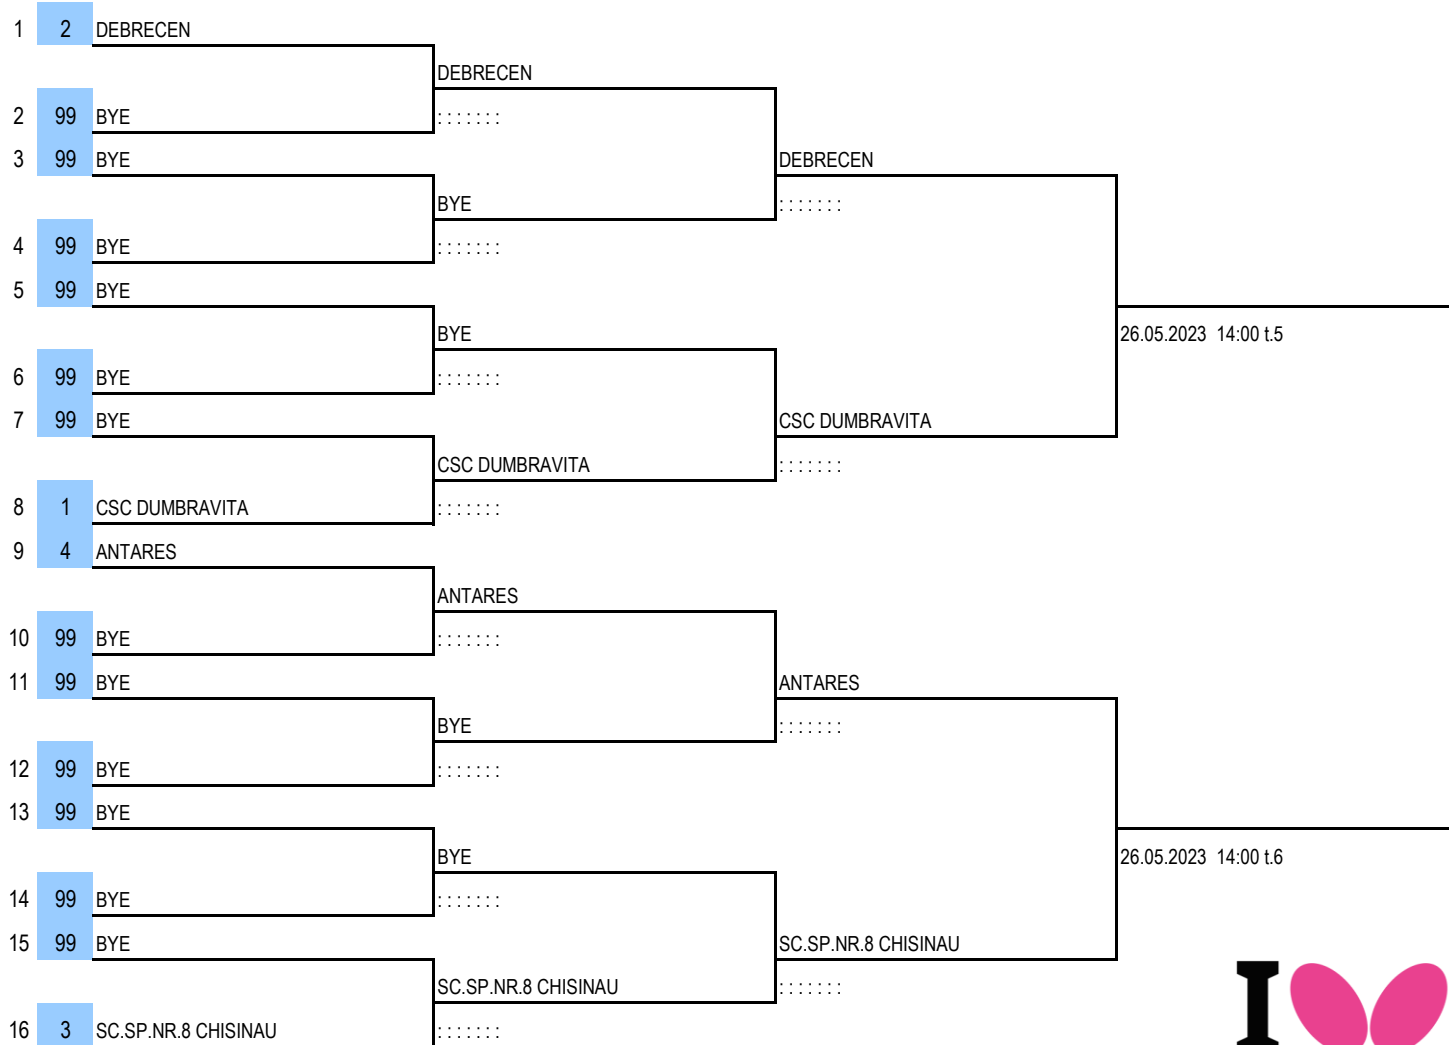 1 2 DEBRECEN
DEBRECEN
2 99 BYE : : : : : : :
3 99 BYE DEBRECEN
BYE : : : : : : :
4 99 BYE : : : : : : :
5 99 BYE
BYE 26.05.2023 14:00 t.5
6 99 BYE : : : : : : :
7 99 BYE CSC DUMBRAVITA
CSC DUMBRAVITA : : : : : : :
8 1 CSC DUMBRAVITA : : : : : : :
9 4 ANTARES
ANTARES
10 99 BYE : : : : : : :
11 99 BYE ANTARES
BYE : : : : : : :
12 99 BYE : : : : : : :
13 99 BYE
BYE 26.05.2023 14:00 t.6
14 99 BYE : : : : : : :
15 99 BYE SC.SP.NR.8 CHISINAU
SC.SP.NR.8 CHISINAU : : : : : : :
16 3 SC.SP.NR.8 CHISINAU : : : : : : :
I